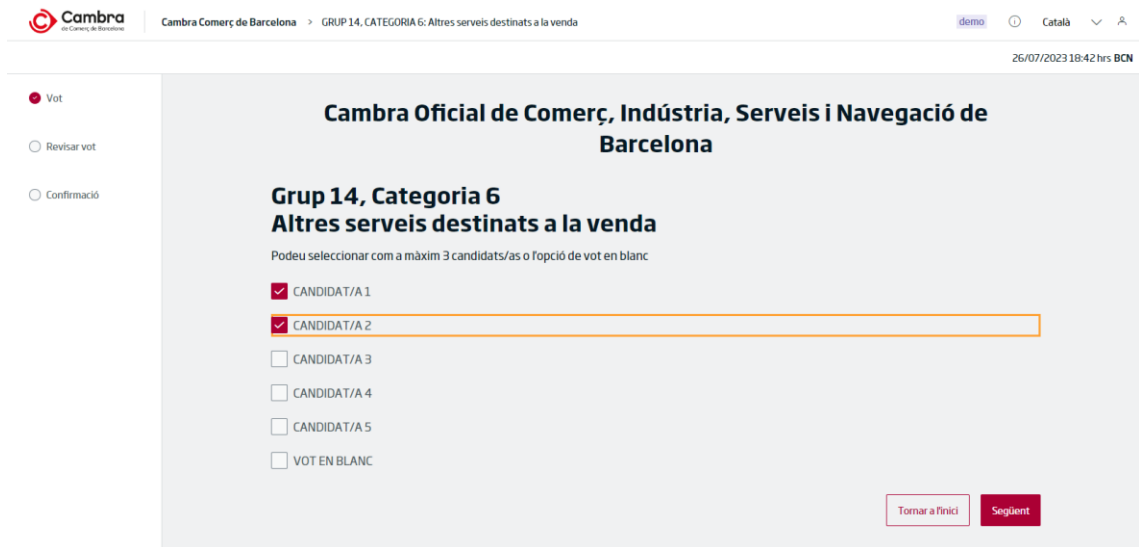 Cambra
de Comerç de Barcelona
Cambra Comerç de Barcelona > GRUP 14, CATEGORIA 6: Altres serveis destinats a la venda
demo
Català
26/07/2023 18:42 hrs BCN
Vot
Revisar vot
Confirmació
Cambra Oficial de Comerç, Indústria, Serveis i Navegació de
Barcelona
Grup 14, Categoria 6
Altres serveis destinats a la venda
Podeu seleccionar com a màxim 3 candidats/as o l'opció de vot en blanc
CANDIDAT/A 1
CANDIDAT/A 2
CANDIDAT/A 3
CANDIDAT/A 4
CANDIDAT/A 5
VOT EN BLANC
Tornar a l'inici
Següent